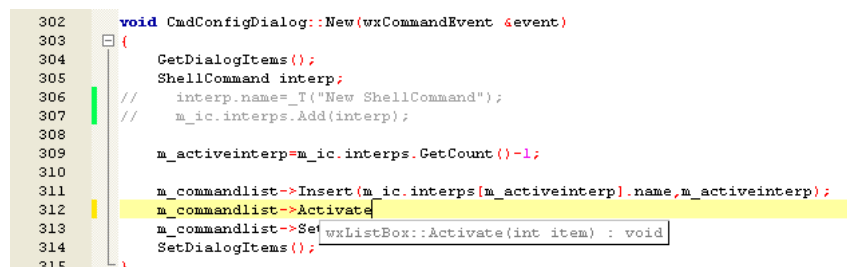 302 void CmdConfigDialog::New(wxCommandEvent &event)
303 {
304 GetDialogItems();
305 ShellCommand interp;
306 // interp.name=_T("New ShellCommand");
307 // m_ic.interps.Add(interp);
308
309 m_activeinterp=m_ic.interps.GetCount()-1;
310
311 m_commandlist->Insert(m_ic.interps[m_activeinterp].name,m_activeinterp);
312 m_commandlist->Activate
313 m_commandlist->Set
wxListBox::Activate(int item) : void
314 SetDialogItems();
315 }